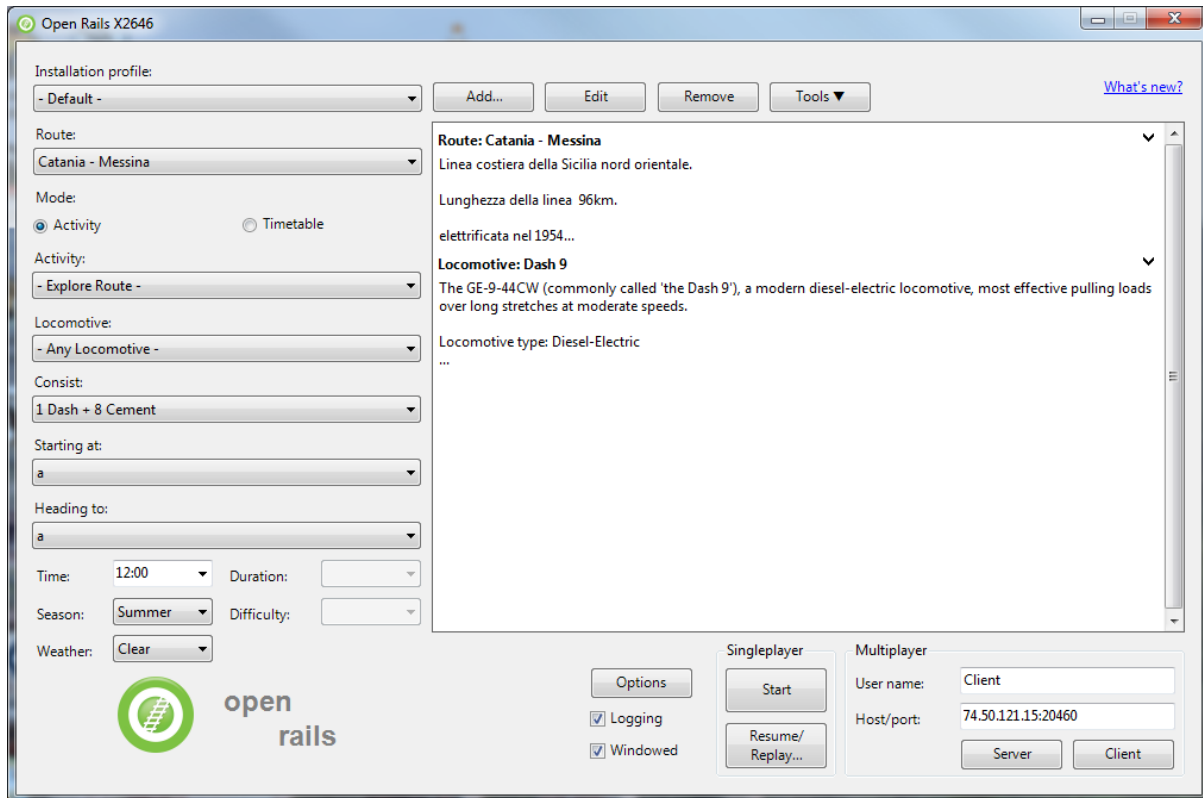 Open Rails X2646
Installation profile:
- Default -
Add...
Edit
Remove
Tools ▼
What's new?
Route:
Catania - Messina
Mode:
Activity
Timetable
Activity:
- Explore Route -
Locomotive:
- Any Locomotive -
Consist:
1 Dash + 8 Cement
Starting at:
a
Heading to:
a
Time:
12:00
Duration:
Season:
Summer
Difficulty:
Weather:
Clear
open
rails
Route: Catania - Messina
Linea costiera della Sicilia nord orientale.
Lunghezza della linea 96km.
elettrificata nel 1954...
Locomotive: Dash 9
The GE-9-44CW (commonly called 'the Dash 9'), a modern diesel-electric locomotive, most effective pulling loads
over long stretches at moderate speeds.
Locomotive type: Diesel-Electric
...
Options
Logging
Windowed
Singleplayer
Start
Resume/
Replay...
Multiplayer
User name:
Client
Host/port:
74.50.121.15:20460
Server
Client